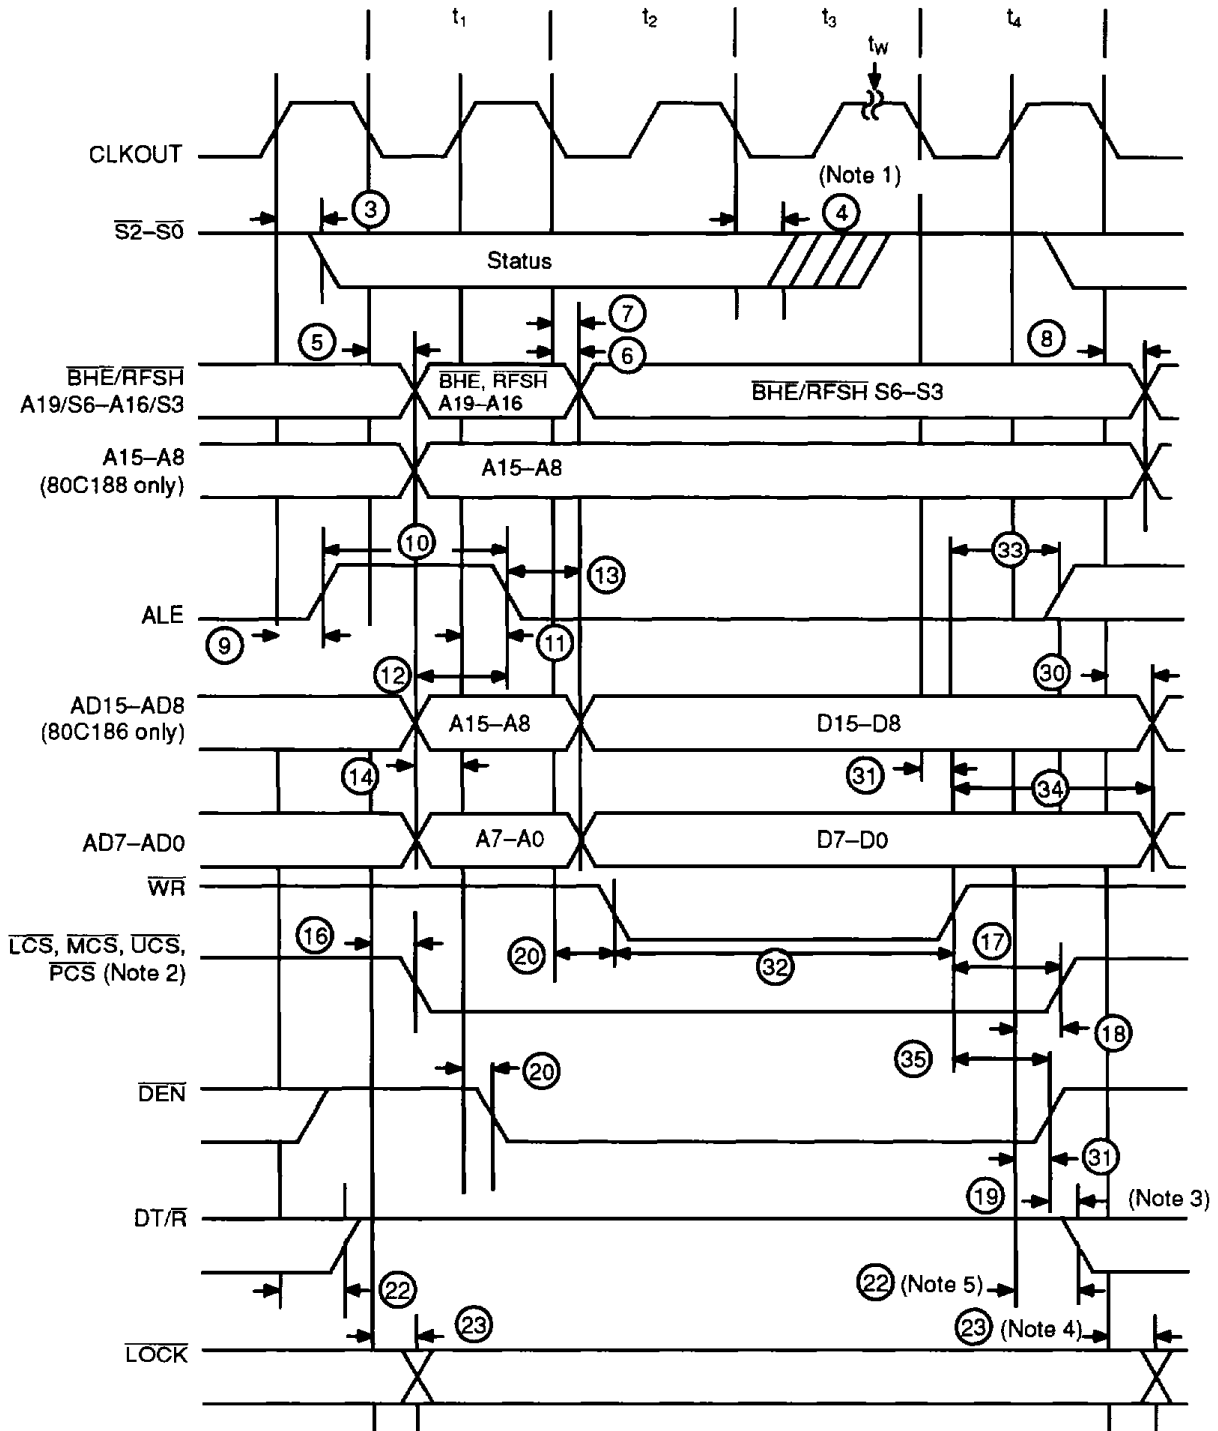 t1 t2 t3 t4
tW
CLKOUT
(Note 1)
3 4
S2–S0
Status
7
5 6 8
BHE/RFSH
A19/S6–A16/S3
BHE, RFSH
A19–A16
BHE/RFSH S6–S3
A15–A8
(80C188 only)
A15–A8
10 33
13
ALE
9 11
12 30
AD15–AD8
(80C186 only)
A15–A8
D15–D8
14 31
34
AD7–AD0
A7–A0
D7–D0
WR
16 20 32 17
LCS, MCS, UCS,
PCS (Note 2)
18
20 35
DEN
31
19 (Note 3)
DT/R
22 22 (Note 5)
23 23 (Note 4)
LOCK